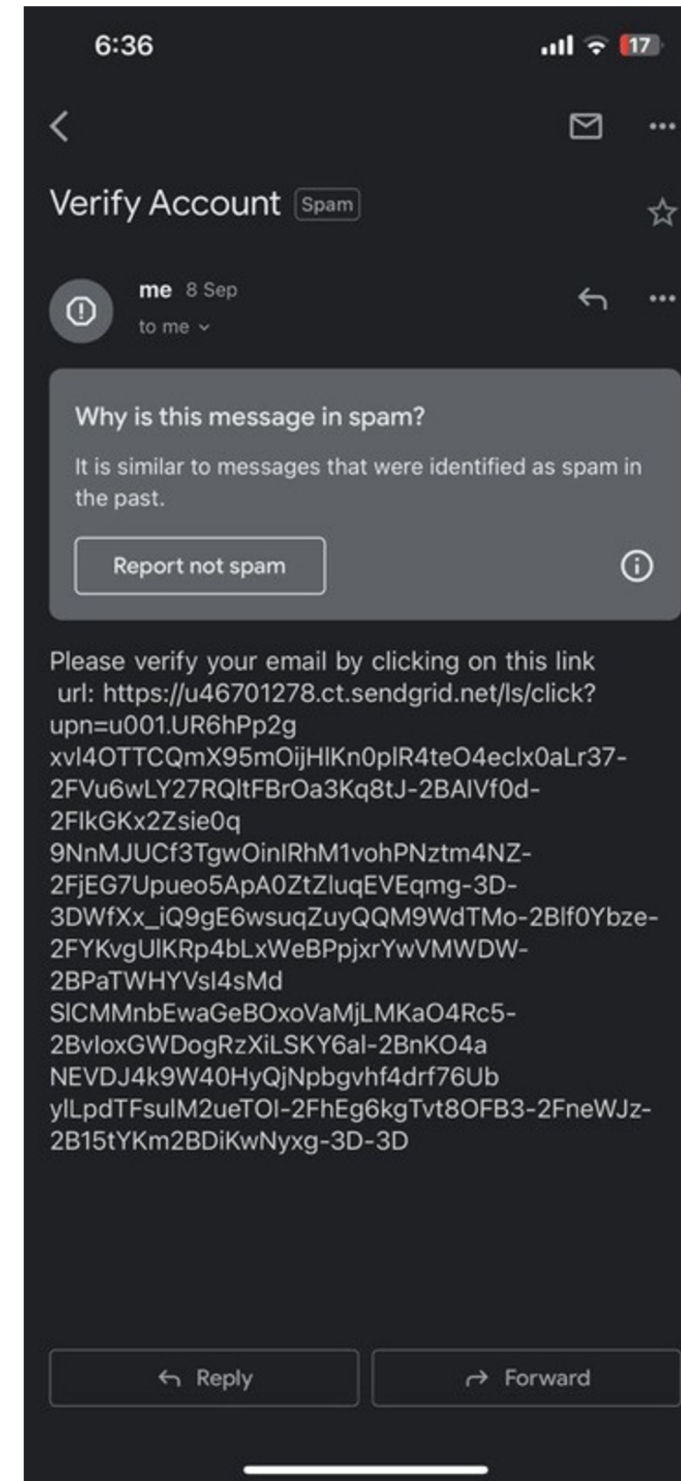 6:36
17
Verify Account Spam
me 8 Sep
to me
Why is this message in spam?
It is similar to messages that were identified as spam in
the past.
Report not spam
Please verify your email by clicking on this link
url: https://u46701278.ct.sendgrid.net/ls/click?
upn=u001.UR6hPp2g
xvl4OTTCQmX95mOijHlKn0plR4teO4eclx0aLr37-
2FVu6wLY27RQltFBrOa3Kq8tJ-2BAIVf0d-
2FlkGKx2Zsie0q
9NnMJUCf3TgwOinlRhM1vohPNztm4NZ-
2FjEG7Upueo5ApA0ZtZluqEVEqmg-3D-
3DWfXx_iQ9gE6wsuqZuyQQM9WdTMo-2Blf0Ybze-
2FYKvgUlKRp4bLxWeBPpjxrYwVMWDW-
2BPaTWHYVsl4sMd
SlCMMnbEwaGeBOxoVaMjLMKaO4Rc5-
2BvloxGWDogRzXiLSKY6al-2BnKO4a
NEVDJ4k9W40HyQjNpbgvhf4drf76Ub
ylLpdTFsulM2ueTOl-2FhEg6kgTvt8OFB3-2FneWJz-
2B15tYKm2BDiKwNyxg-3D-3D
Reply
Forward